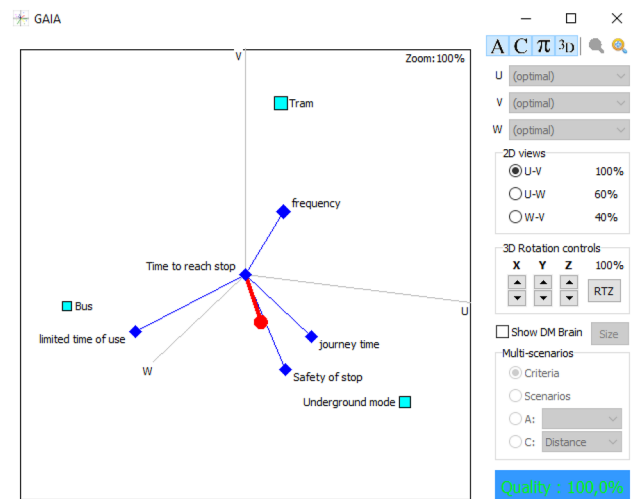 GAIA
V
Zoom:100%
A C π 3D
U (optimal)
V (optimal)
W (optimal)
Tram
2D views
U-V 100%
U-W 60%
W-V 40%
frequency
3D Rotation controls
X Y Z 100%
RTZ
Time to reach stop
Bus
U
limited time of use
journey time
W
Show DM Brain Size
Multi-scenarios
Criteria
Scenarios
A:
C: Distance
Safety of stop
Underground mode
Quality : 100,0%